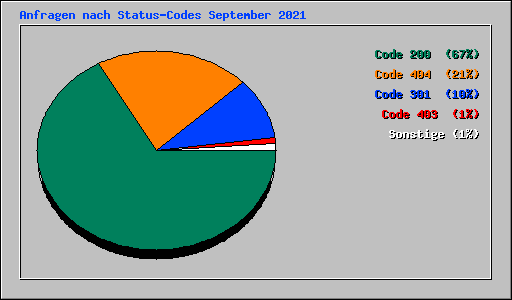 Anfragen nach Status-Codes September 2021
Code 200 (67%)
Code 404 (21%)
Code 301 (10%)
Code 403 (1%)
Sonstige (1%)